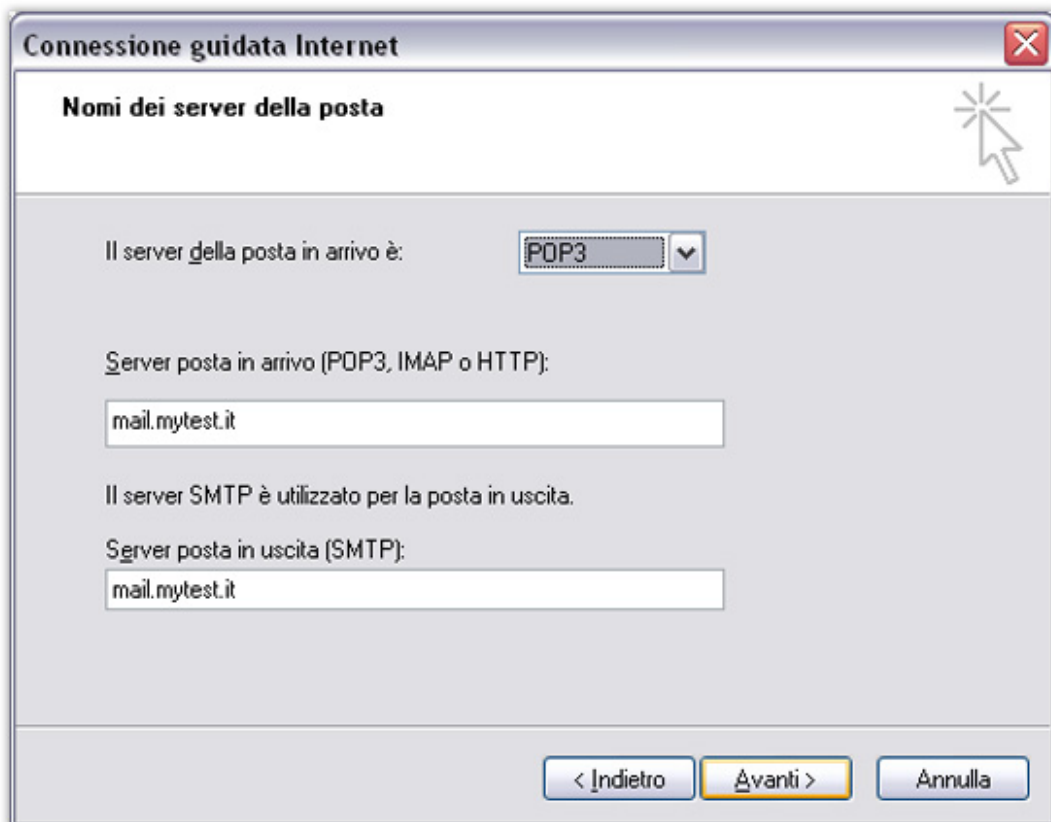 Connessione guidata Internet
Nomi dei server della posta
Il server della posta in arrivo è: POP3
Server posta in arrivo (POP3, IMAP o HTTP):
mail.mytest.it
Il server SMTP è utilizzato per la posta in uscita.
Server posta in uscita (SMTP):
mail.mytest.it
< Indietro Avanti > Annulla